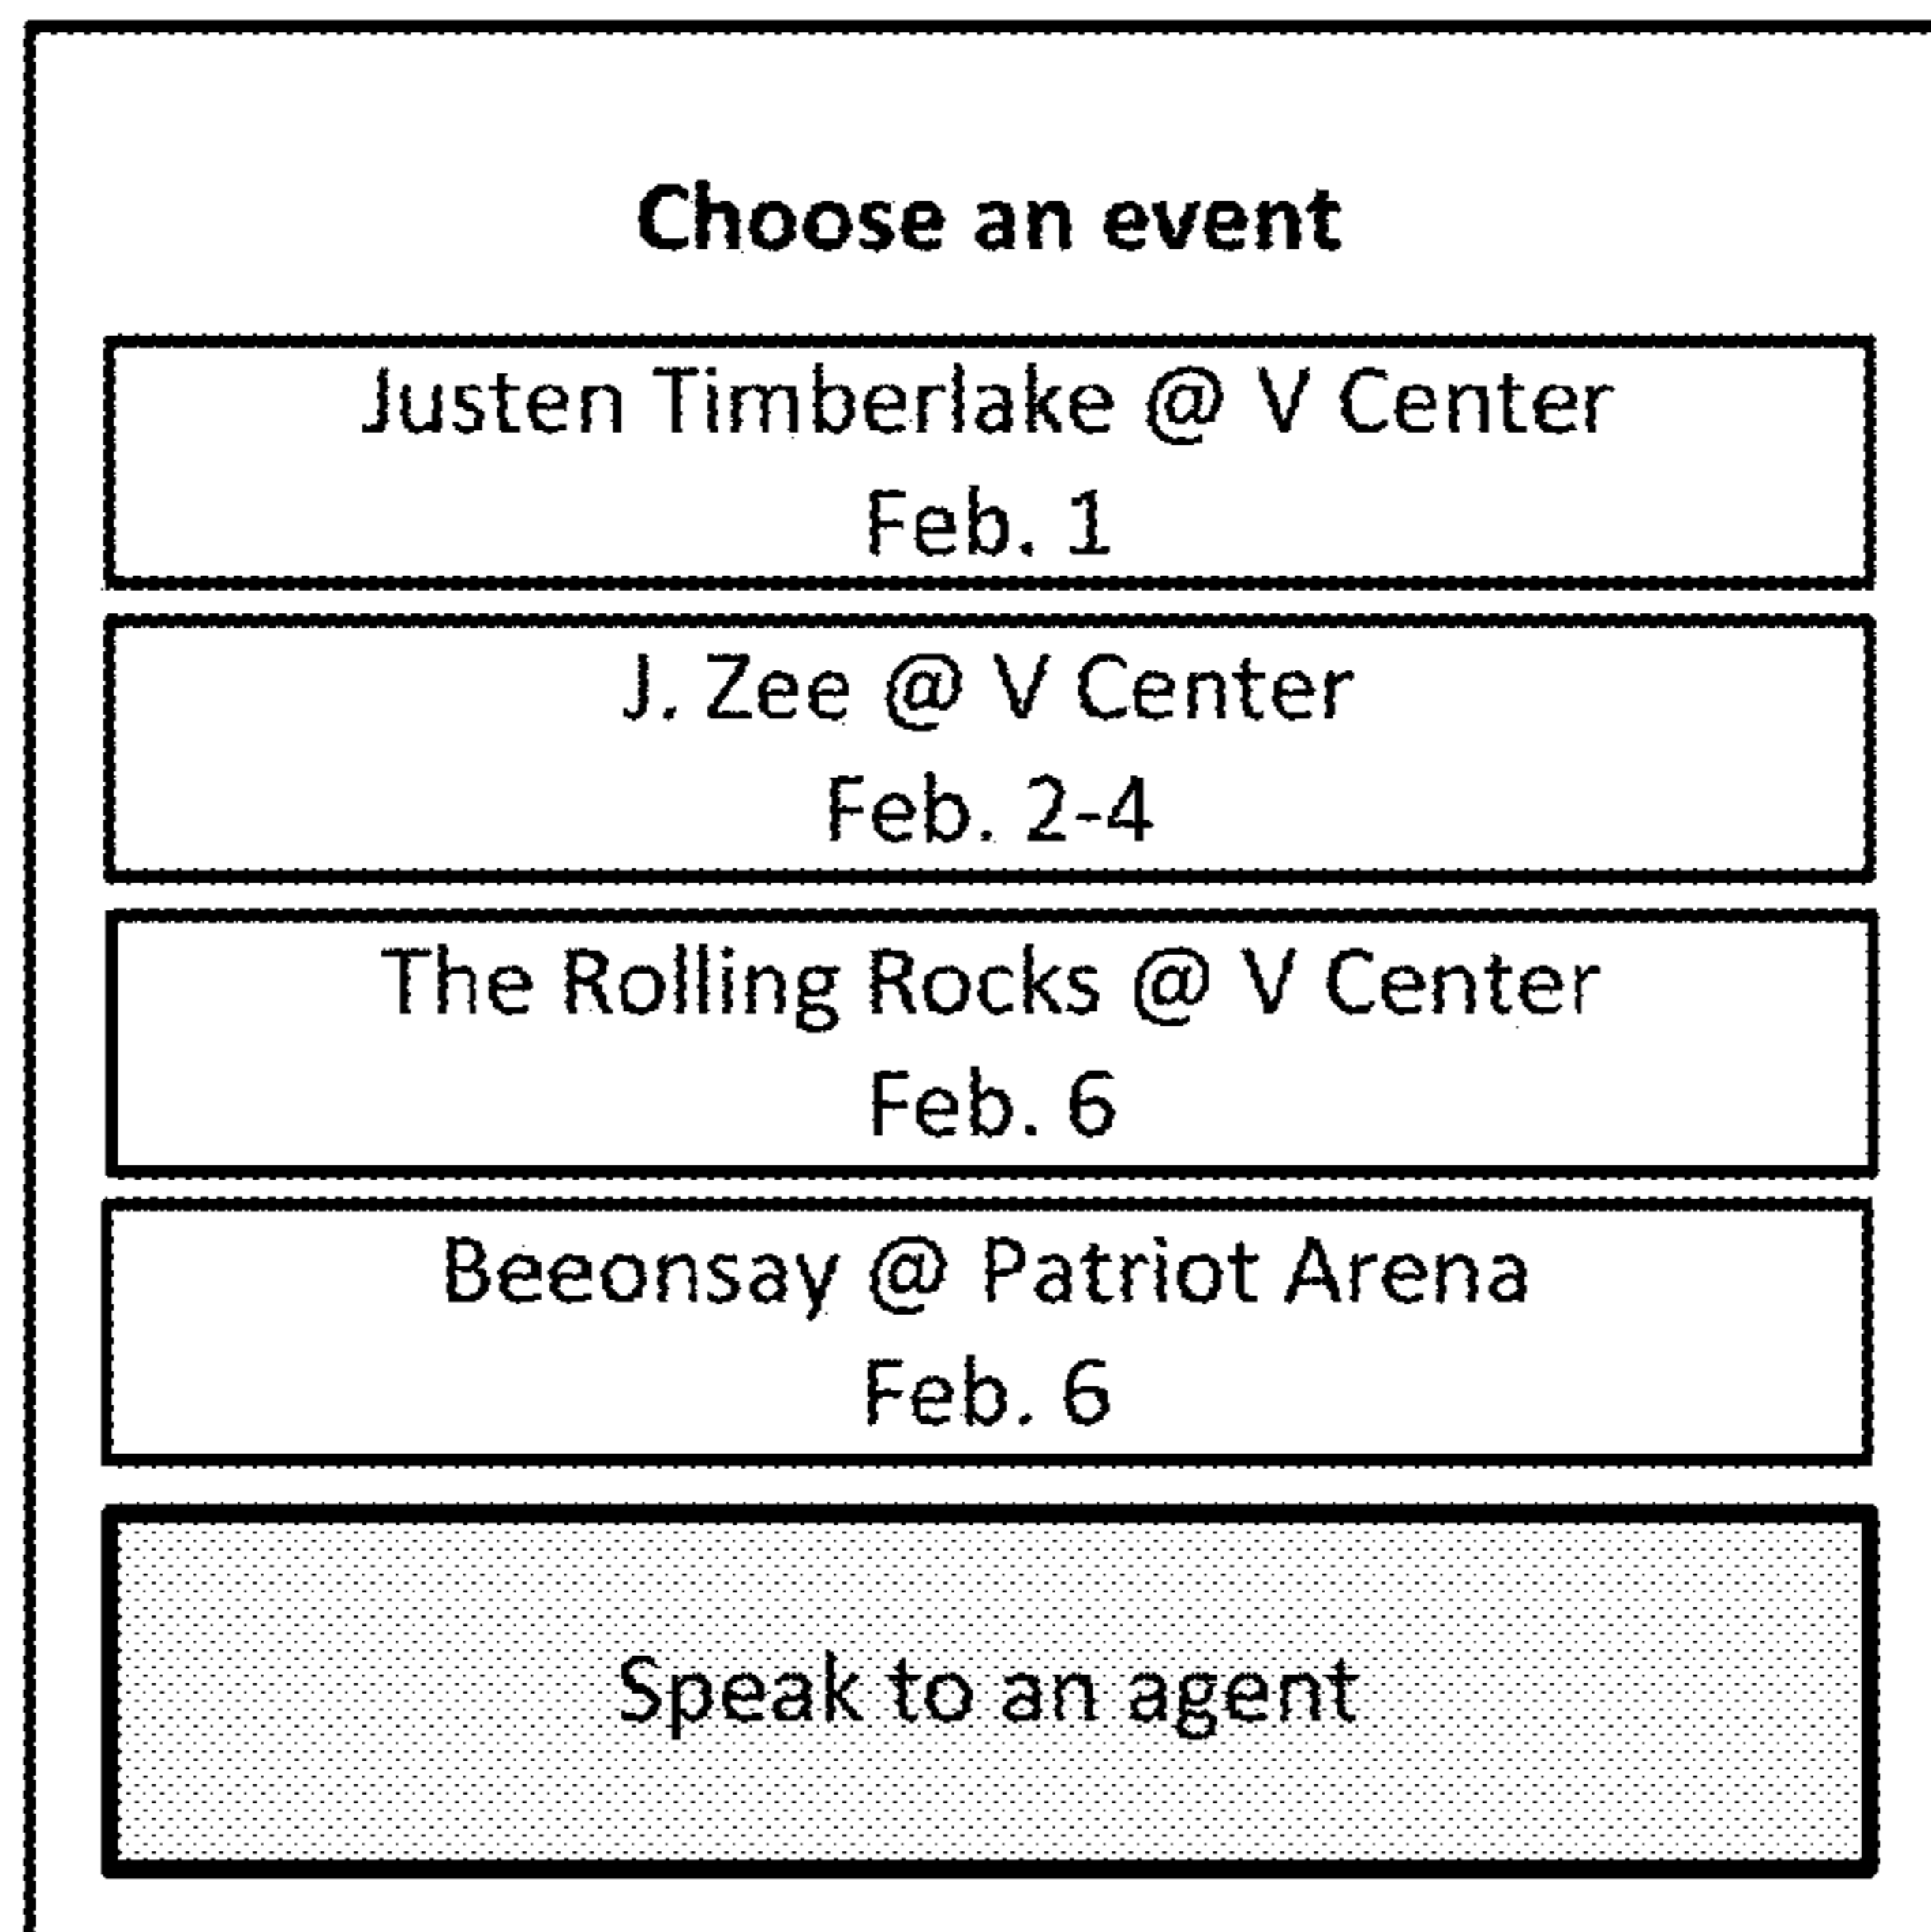 Choose an event
Justen Timberlake @ V Center
Feb. 1
J. Zee @ V Center
Feb. 2-4
The Rolling Rocks @ V Center
Feb. 6
Beeonsay @ Patriot Arena
Feb. 6
Speak to an agent